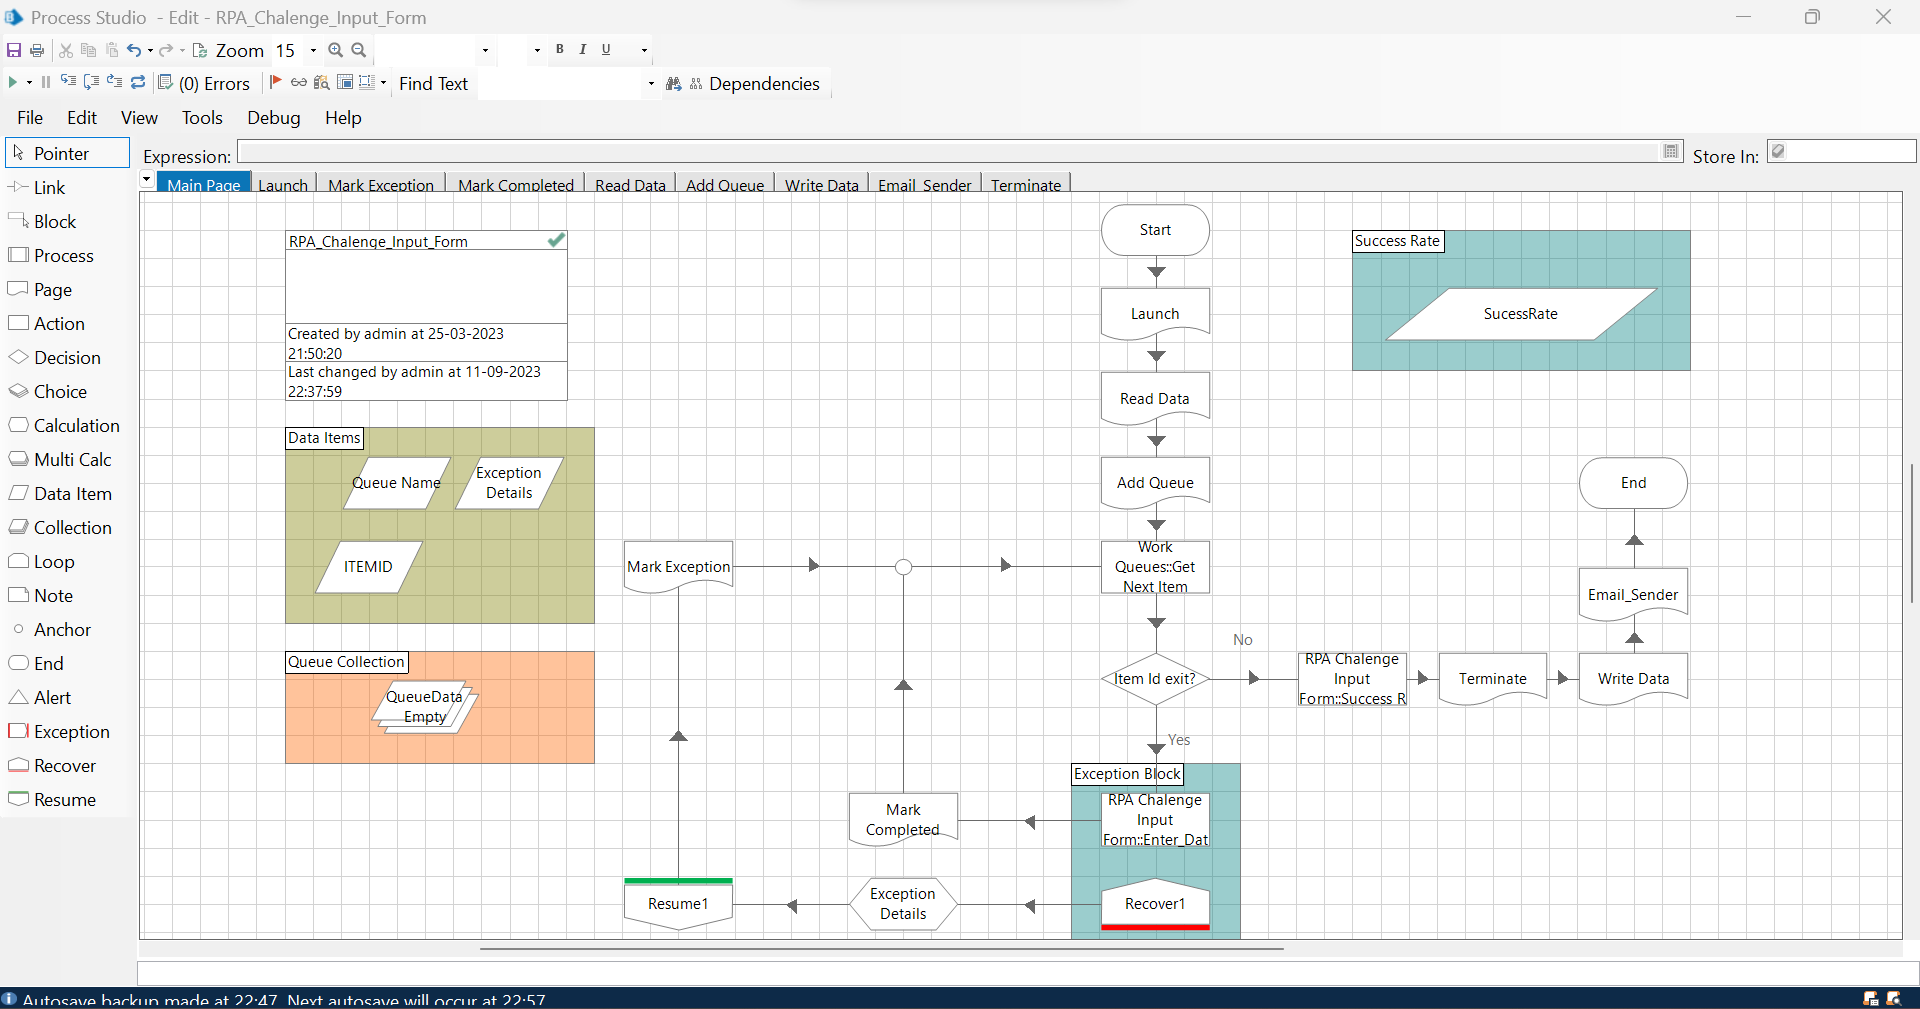 Process Studio - Edit - RPA_Chalenge_Input_Form
Zoom 15 B I U
(0) Errors Find Text Dependencies
File Edit View Tools Debug Help
Pointer
Link
Block
Process
Page
Action
Decision
Choice
Calculation
Multi Calc
Data Item
Collection
Loop
Note
Anchor
End
Alert
Exception
Recover
Resume
Expression: Store In:
Main Page Launch Mark Exception Mark Completed Read Data Add Queue Write Data Email_Sender Terminate
RPA_Chalenge_Input_Form
Created by admin at 25-03-2023
21:50:20
Last changed by admin at 11-09-2023
22:37:59
Data Items
Queue Name
Exception
Details
ITEMID
Queue Collection
QueueData
Empty
Start
Launch
Read Data
Add Queue
Work
Queues::Get
Next Item
Item Id exit?
No
Yes
Mark Exception
Success Rate
SucessRate
RPA Chalenge
Input
Form::Success R
Terminate
Write Data
Email_Sender
End
Exception Block
RPA Chalenge
Input
Form::Enter_Dat
Mark
Completed
Recover1
Exception
Details
Resume1
Autosave backup made at 22:47. Next autosave will occur at 22:57